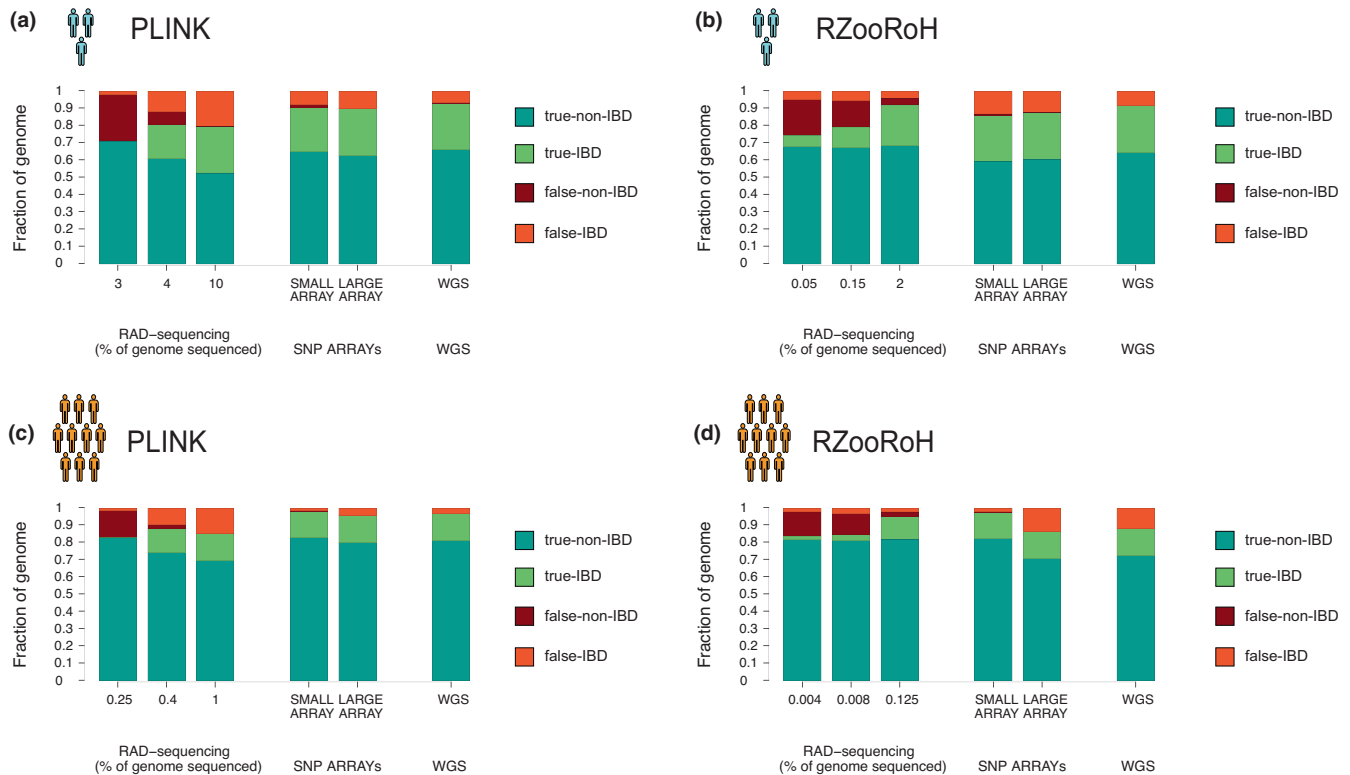 (a) PLINK
1
0.9
0.8
0.7
0.6
0.5
0.4
0.3
0.2
0.1
0
Fraction of genome
3 4 10 SMALL ARRAY LARGE ARRAY WGS
RAD−sequencing
(% of genome sequenced) SNP ARRAYs WGS
true-non-IBD
true-IBD
false-non-IBD
false-IBD
(b) RZooRoH
1
0.9
0.8
0.7
0.6
0.5
0.4
0.3
0.2
0.1
0
Fraction of genome
0.05 0.15 2 SMALL ARRAY LARGE ARRAY WGS
RAD−sequencing
(% of genome sequenced) SNP ARRAYs WGS
true-non-IBD
true-IBD
false-non-IBD
false-IBD
(c) PLINK
1
0.9
0.8
0.7
0.6
0.5
0.4
0.3
0.2
0.1
0
Fraction of genome
0.25 0.4 1 SMALL ARRAY LARGE ARRAY WGS
RAD−sequencing
(% of genome sequenced) SNP ARRAYs WGS
true-non-IBD
true-IBD
false-non-IBD
false-IBD
(d) RZooRoH
1
0.9
0.8
0.7
0.6
0.5
0.4
0.3
0.2
0.1
0
Fraction of genome
0.004 0.008 0.125 SMALL ARRAY LARGE ARRAY WGS
RAD−sequencing
(% of genome sequenced) SNP ARRAYs WGS
true-non-IBD
true-IBD
false-non-IBD
false-IBD